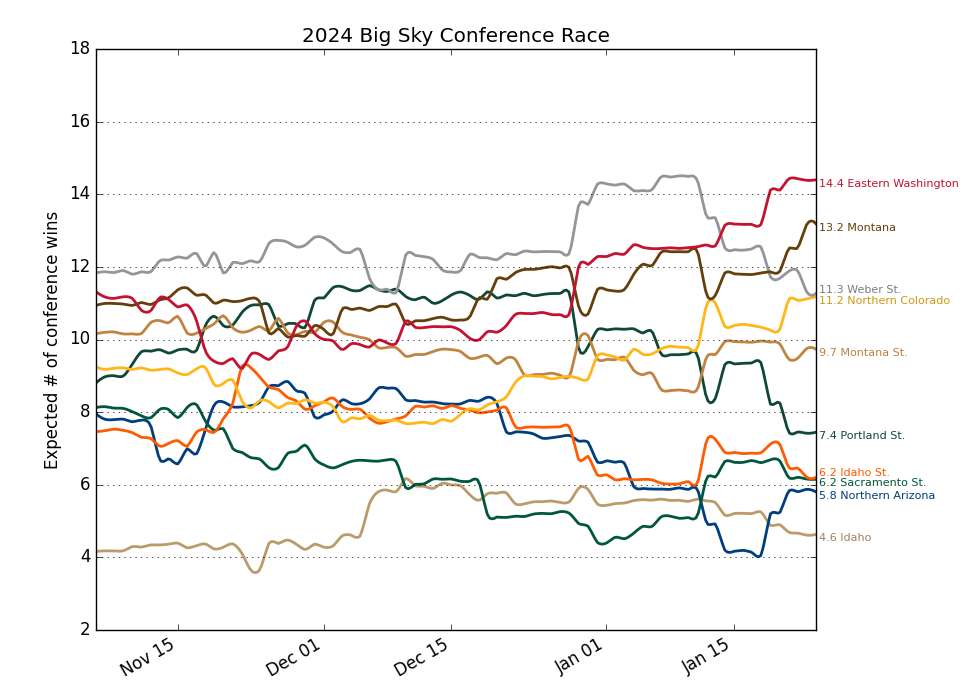 2024 Big Sky Conference Race
Expected # of conference wins
18
16
14
12
10
8
6
4
2
14.4 Eastern Washington
13.2 Montana
11.3 Weber St.
11.2 Northern Colorado
9.7 Montana St.
7.4 Portland St.
6.2 Idaho St.
6.2 Sacramento St.
5.8 Northern Arizona
4.6 Idaho
Nov 15
Dec 01
Dec 15
Jan 01
Jan 15